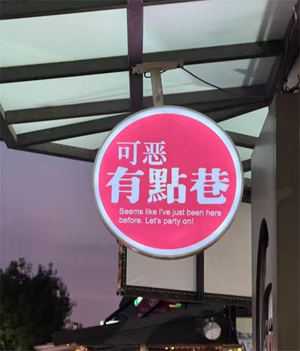 可恶
有點巷
Seems like I've just been here
before. Let's party on!